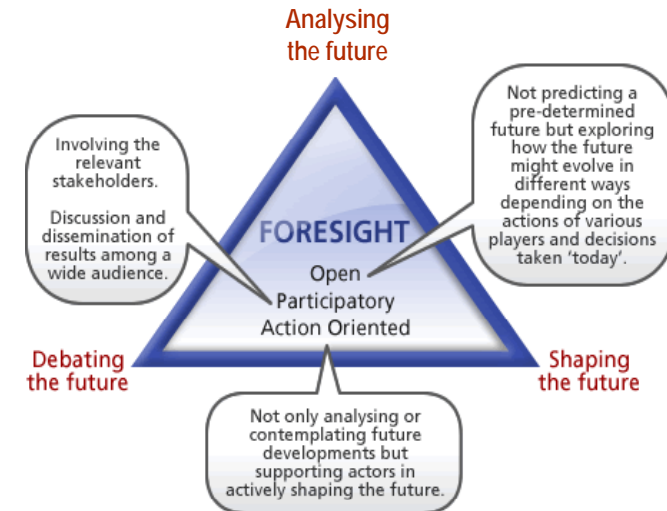 Analysing
the future
Involving the
relevant
stakeholders.
Discussion and
dissemination of
results among a
wide audience.
Not predicting a
pre-determined
future but exploring
how the future
might evolve in
different ways
depending on the
actions of various
players and decisions
taken 'today'.
FORESIGHT
Open
Participatory
Action Oriented
Debating
the future
Shaping
the future
Not only analysing or
contemplating future
developments but
supporting actors in
actively shaping the future.